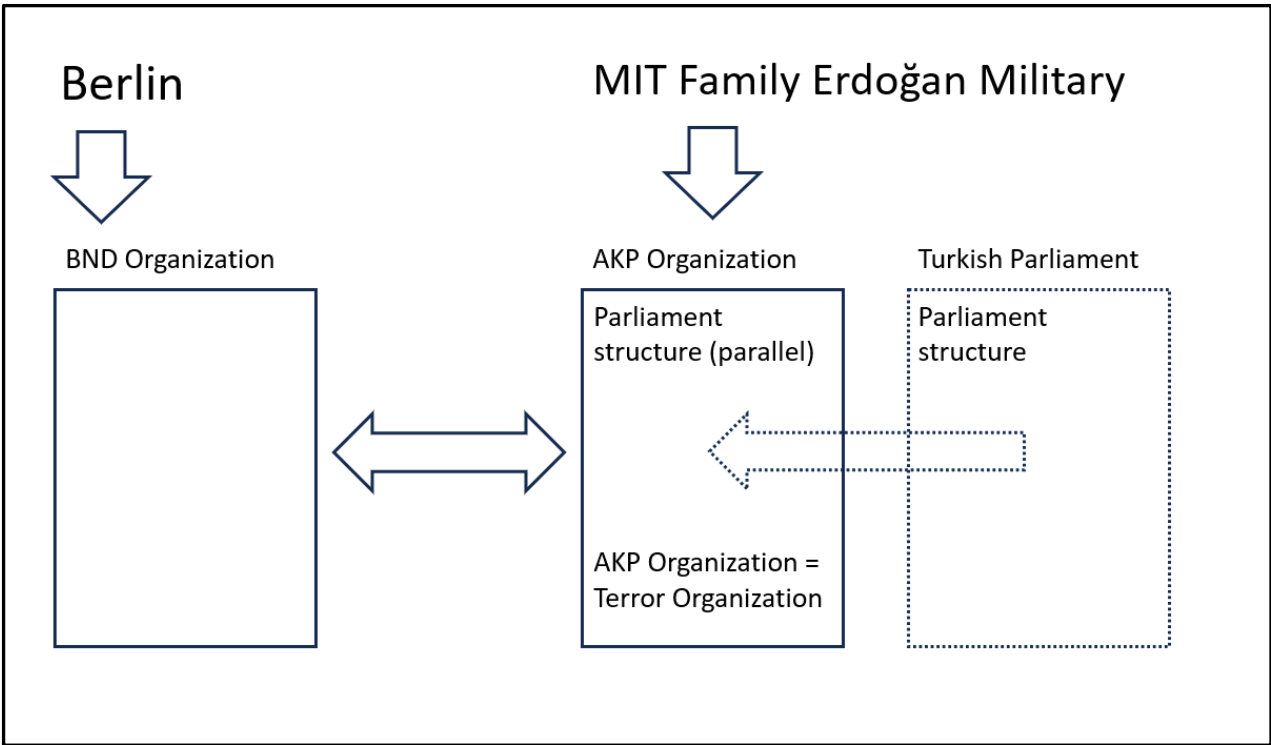 Berlin
MIT Family Erdoğan Military
BND Organization
AKP Organization
Turkish Parliament
Parliament
structure (parallel)
Parliament
structure
AKP Organization =
Terror Organization